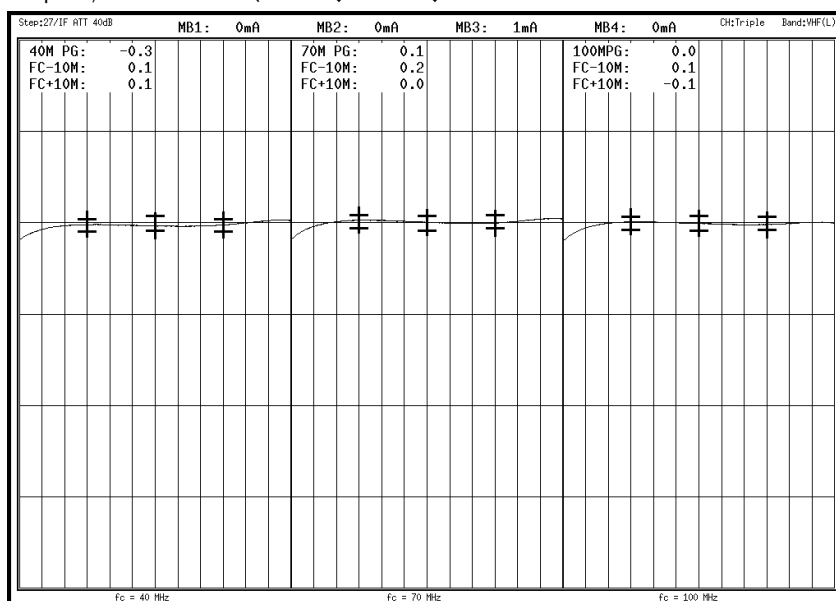 Step:27/IF ATT 40dB MB1: 0mA MB2: 0mA MB3: 1mA MB4: 0mA CH:Triple Band:VHF(L)
40M PG: -0.3 70M PG: 0.1 100MPG: 0.0
FC-10M: 0.1 FC-10M: 0.2 FC-10M: 0.1
FC+10M: 0.1 FC+10M: 0.0 FC+10M: -0.1
fc = 40 MHz fc = 70 MHz fc = 100 MHz